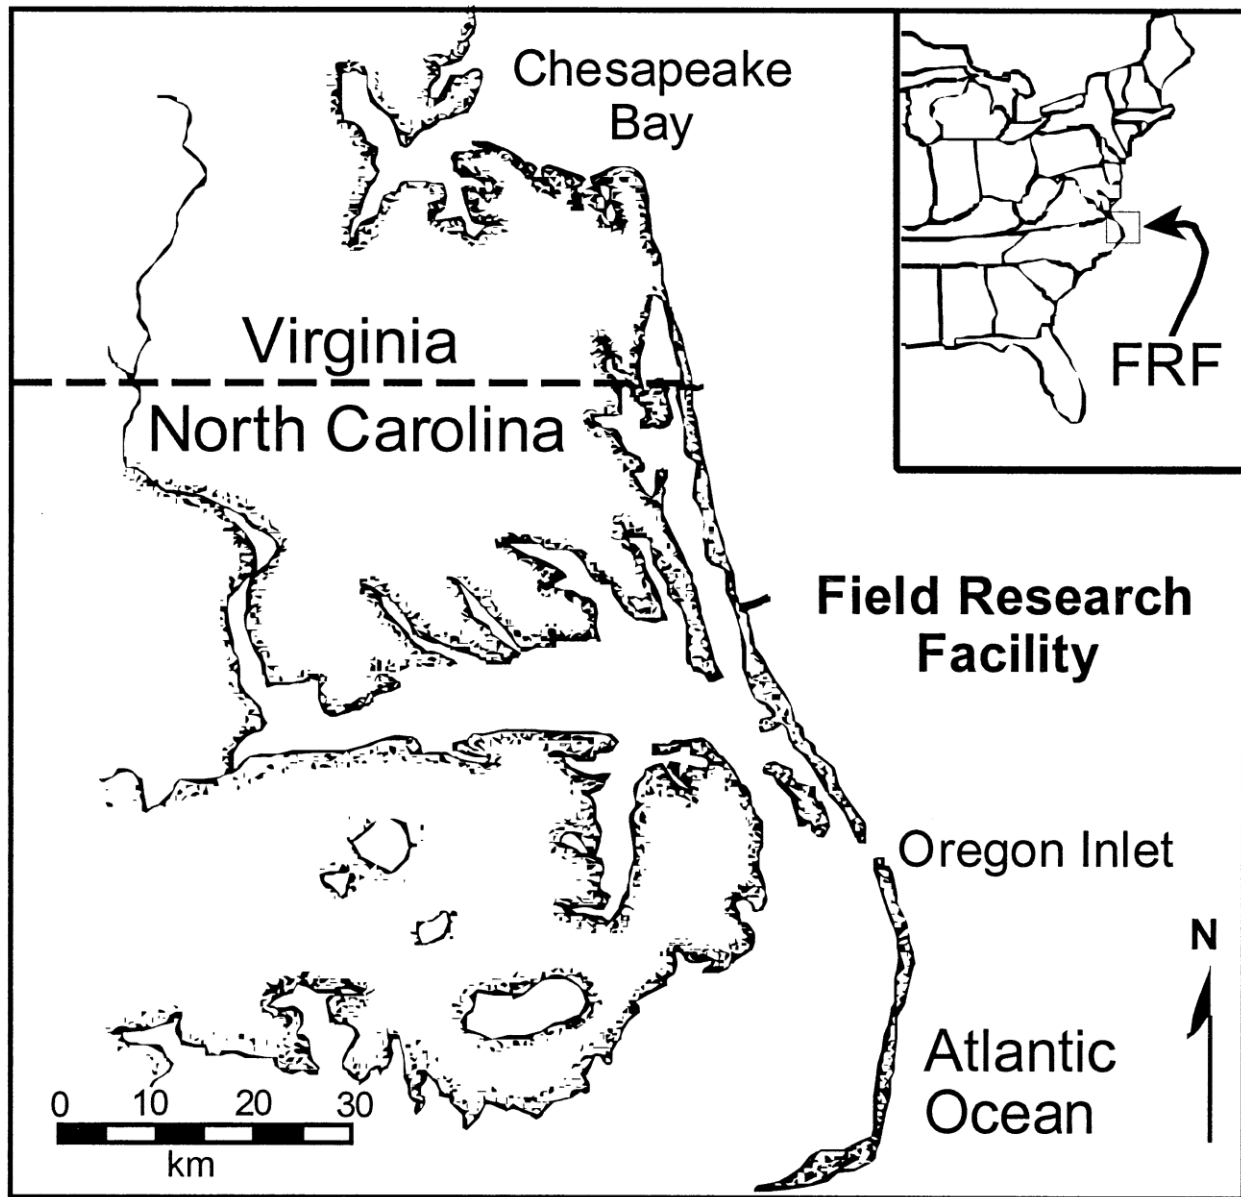 Chesapeake
Bay
Virginia
North Carolina
FRF
Field Research
Facility
Oregon Inlet
N
Atlantic
Ocean
0 10 20 30
km